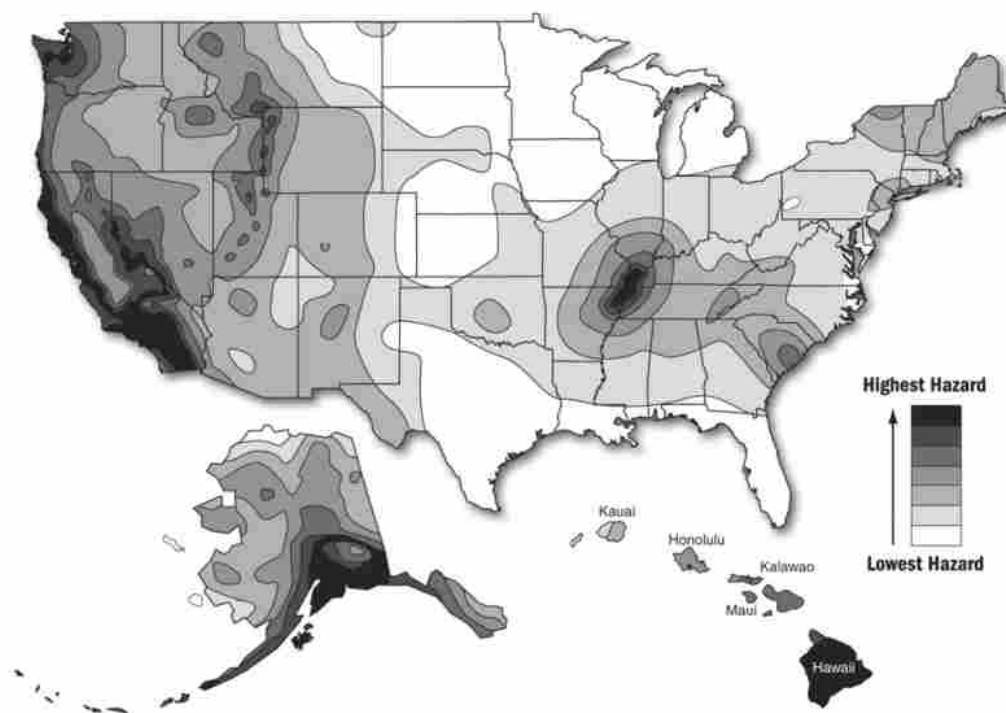 Highest Hazard
Lowest Hazard
Kauai
Honolulu
Kalawao
Maui
Hawaii